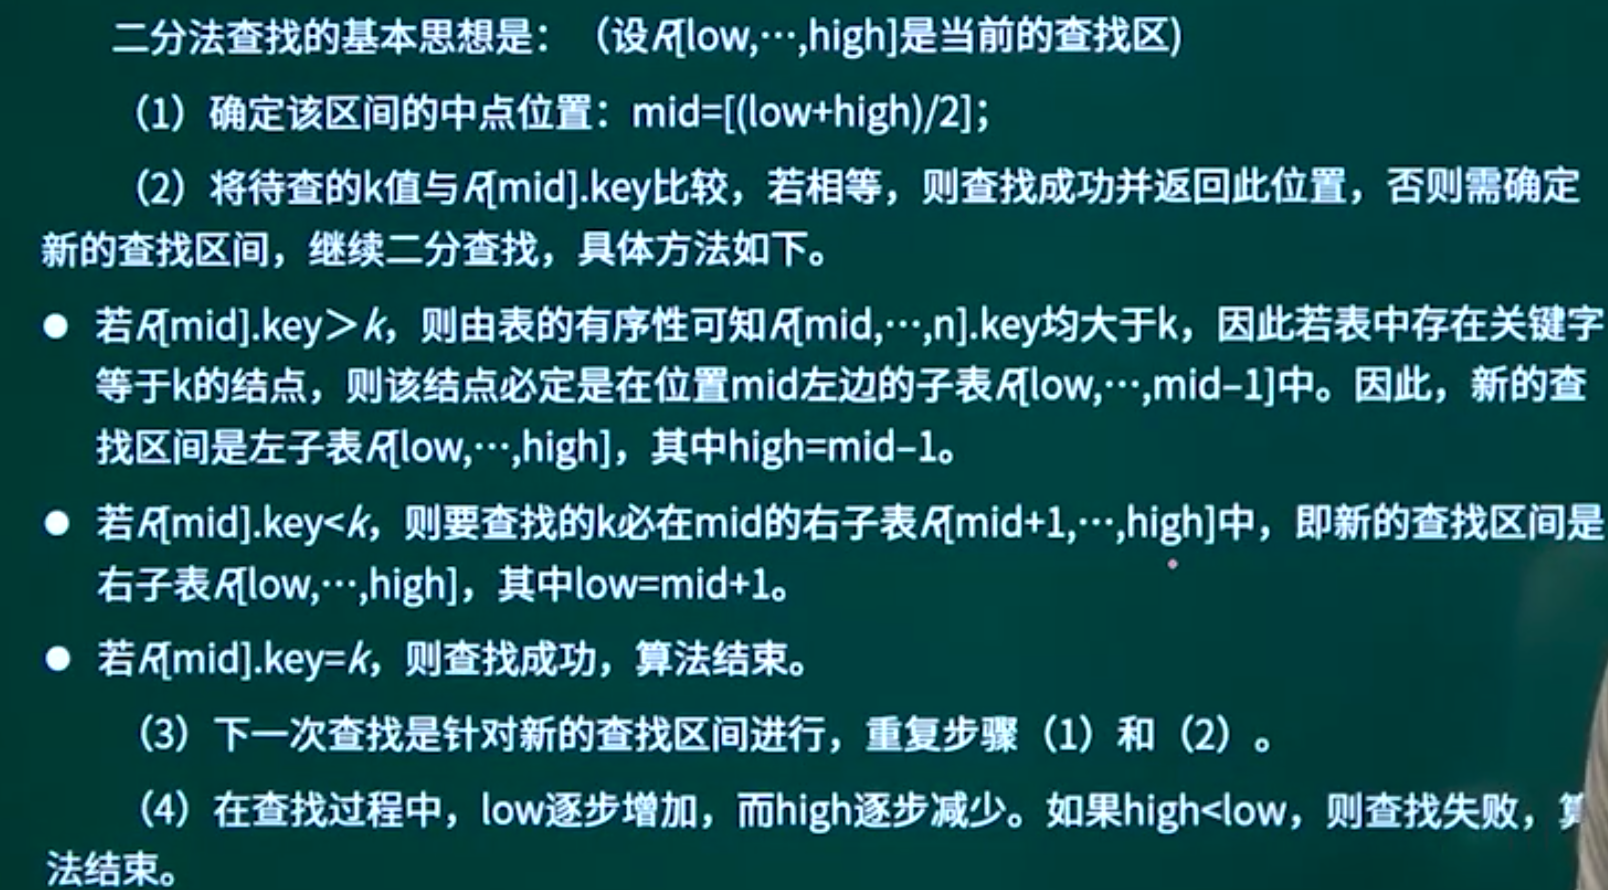 二分法查找的基本思想是：（设R[low,…,high]是当前的查找区)
（1）确定该区间的中点位置：mid=[(low+high)/2]；
（2）将待查的k值与R[mid].key比较，若相等，则查找成功并返回此位置，否则需确定
新的查找区间，继续二分查找，具体方法如下。
● 若R[mid].key＞k，则由表的有序性可知R[mid,…,n].key均大于k，因此若表中存在关键字
等于k的结点，则该结点必定是在位置mid左边的子表R[low,…,mid–1]中。因此，新的查
找区间是左子表R[low,…,high]，其中high=mid–1。
● 若R[mid].key<k，则要查找的k必在mid的右子表R[mid+1,…,high]中，即新的查找区间是
右子表R[low,…,high]，其中low=mid+1。
● 若R[mid].key=k，则查找成功，算法结束。
（3）下一次查找是针对新的查找区间进行，重复步骤（1）和（2）。
（4）在查找过程中，low逐步增加，而high逐步减少。如果high<low，则查找失败，算
法结束。